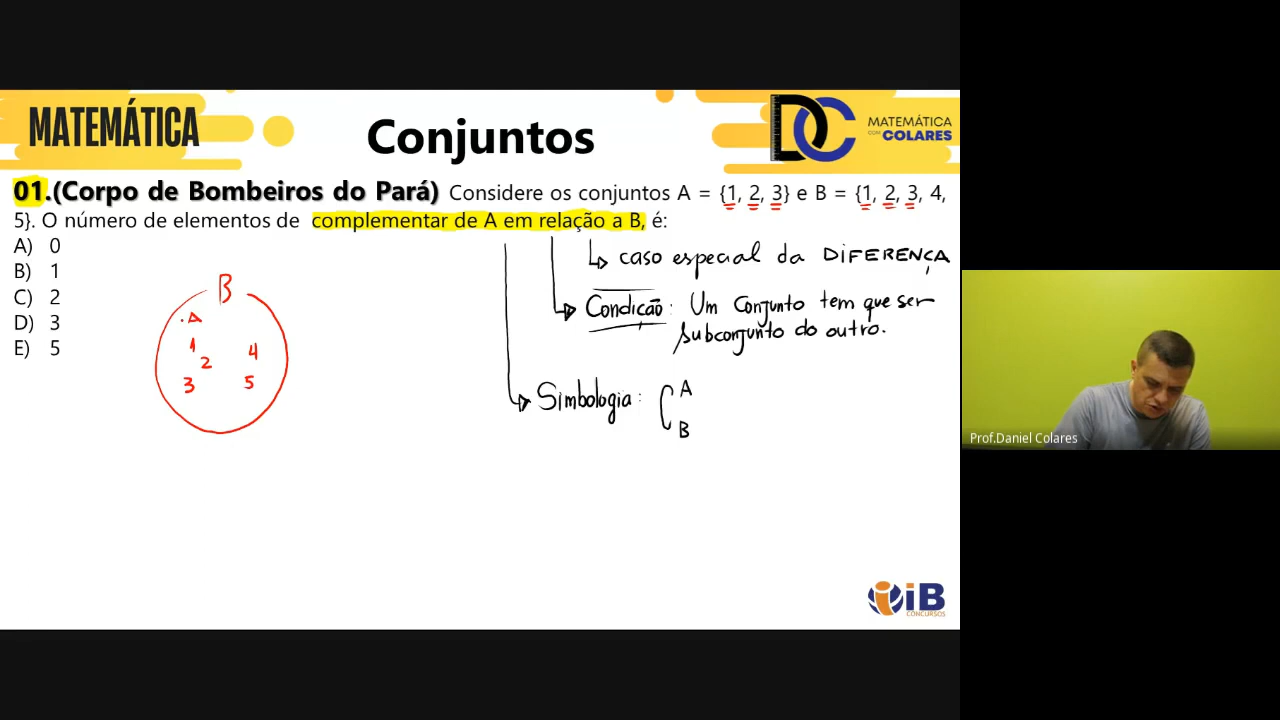 MATEMÁTICA
Conjuntos
DC
MATEMÁTICA
COM COLARES
01.(Corpo de Bombeiros do Pará) Considere os conjuntos A = {1, 2, 3} e B = {1, 2, 3, 4,
5}. O número de elementos de complementar de A em relação a B, é:
A) 0
B) 1
C) 2
D) 3
E) 5
caso especial da DIFERENÇA
Condição: Um conjunto tem que ser
subconjunto do outro.
Simbologia: C A
B
B
A
1
2
3
4
5
Prof.Daniel Colares
iB
CONCURSOS